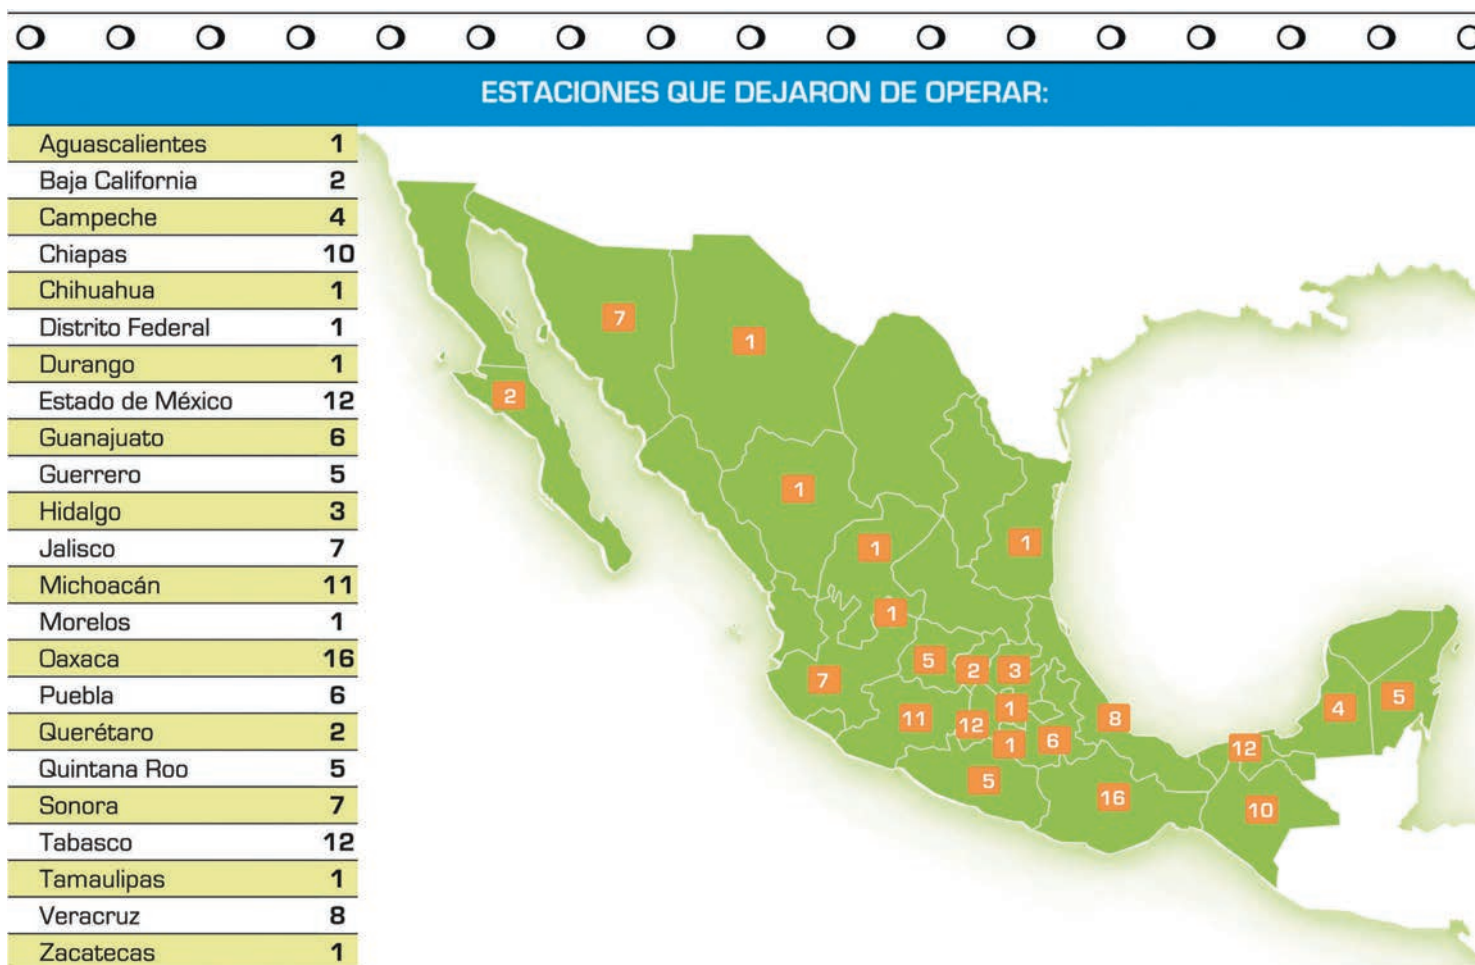 ESTACIONES QUE DEJARON DE OPERAR:
Aguascalientes 1
Baja California 2
Campeche 4
Chiapas 10
Chihuahua 1
Distrito Federal 1
Durango 1
Estado de México 12
Guanajuato 6
Guerrero 5
Hidalgo 3
Jalisco 7
Michoacán 11
Morelos 1
Oaxaca 16
Puebla 6
Querétaro 2
Quintana Roo 5
Sonora 7
Tabasco 12
Tamaulipas 1
Veracruz 8
Zacatecas 1
7
1
2
1
1
1
1
5
2
3
7
11
12
1
1
6
8
5
16
12
10
4
5